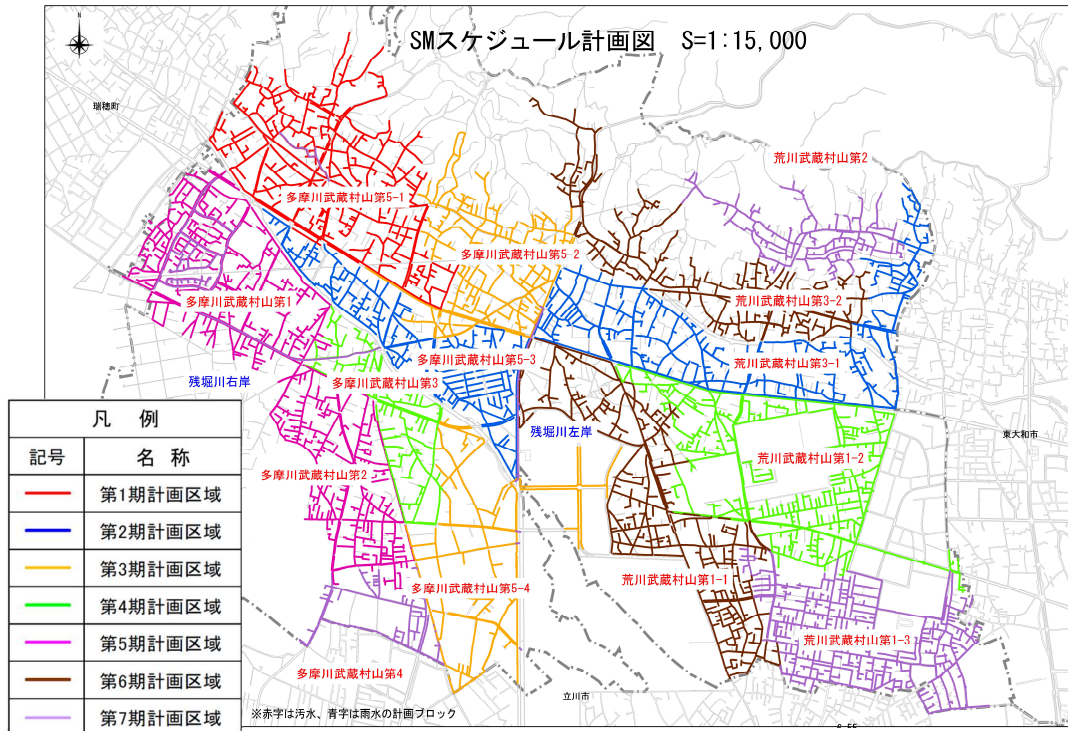 N
SMスケジュール計画図 S=1:15,000
瑞穂町
荒川武蔵村山第2
多摩川武蔵村山第5-1
多摩川武蔵村山第5-2
多摩川武蔵村山第1
荒川武蔵村山第3-2
多摩川武蔵村山第5-3
荒川武蔵村山第3-1
残堀川右岸
多摩川武蔵村山第3
残堀川左岸
東大和市
荒川武蔵村山第1-2
多摩川武蔵村山第2
多摩川武蔵村山第5-4
荒川武蔵村山第1-1
荒川武蔵村山第1-3
多摩川武蔵村山第4
立川市
凡 例
記号 名 称
第1期計画区域
第2期計画区域
第3期計画区域
第4期計画区域
第5期計画区域
第6期計画区域
第7期計画区域
※赤字は汚水、青字は雨水の計画ブロック